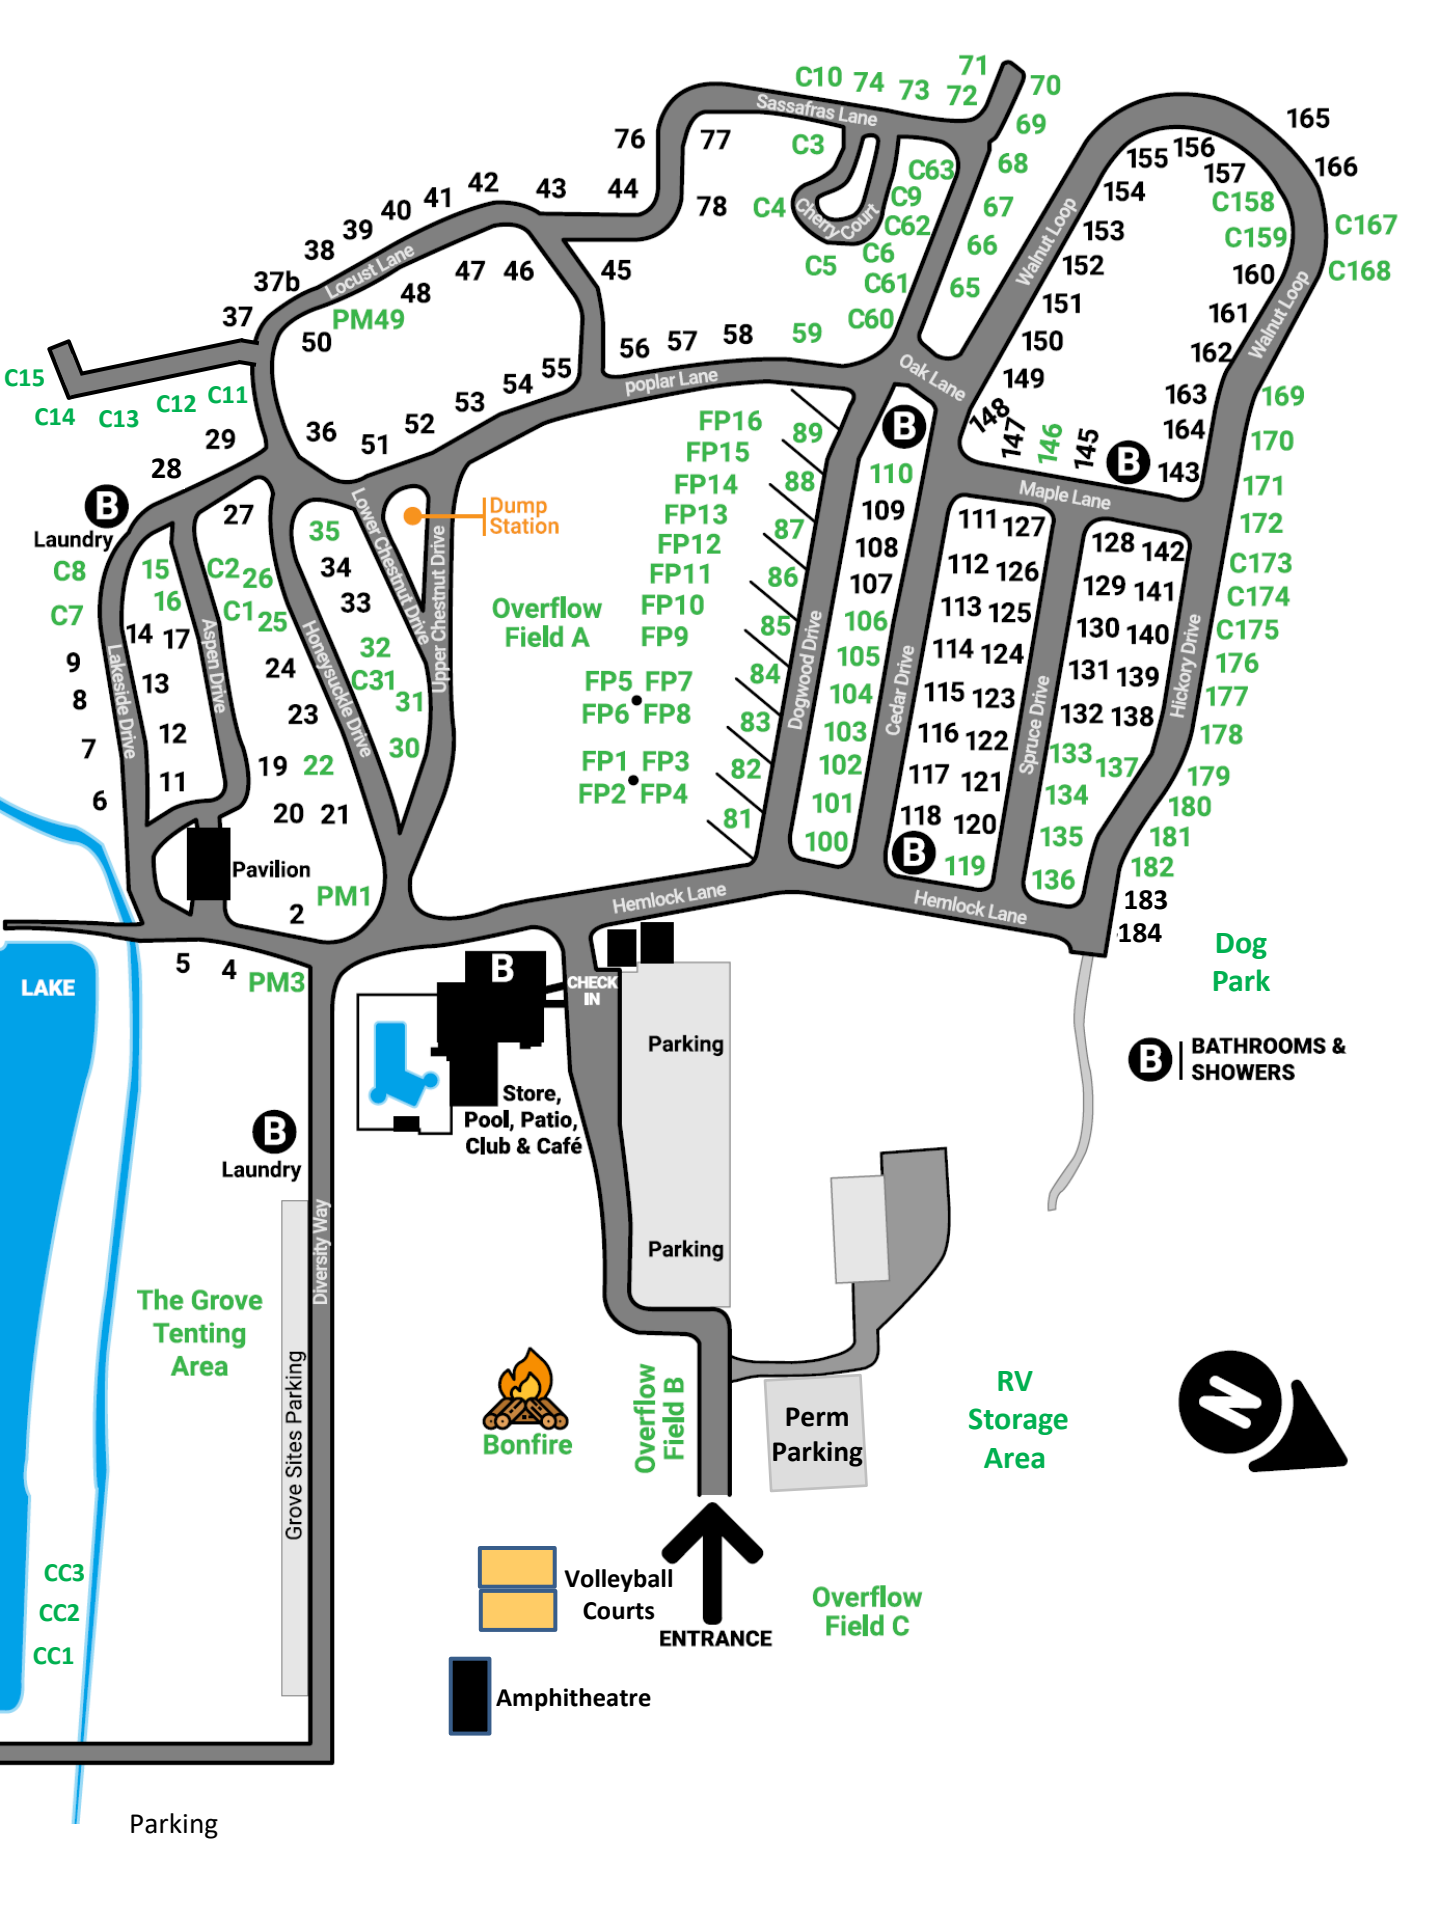 71
C10 74 73 72 70
Sassafras Lane
69
165
76 77 C3
68
155 156 157
166
C63
154
C158
42 43 44
41
40
39
38
78 C4 C9
Cherry Court
C62
67
153
C159
C167
C5 C6
66
152
160
C168
Locust Lane
47 46 45
C61
65
Walnut Loop
151
161
Walnut Loop
37b
48
PM49
37
50
56 57 58 59 C60
150
162
Oak Lane
149
163
169
C15
C14 C13 C12 C11
55
54
53
52
51
36
29
28
poplar Lane
148
147
146
145
B
164
143
170
FP16
FP15
FP14
FP13
FP12
FP11
FP10
FP9
89
88
87
86
85
84
83
82
81
B
110
109
108
107
106
105
104
103
102
101
100
Maple Lane
171
172
B
Laundry
27
Dump
Station
Lower Chestnut Drive
Upper Chestnut Drive
35
34
33
32
C31
31
30
C8
C7
9
8
7
6
15
16
14 17
13
12
11
C2 26
C1 25
24
23
19 22
20 21
Lakeside Drive
Aspen Drive
Honeysuckle Drive
Overflow
Field A
FP5 FP7
FP6 FP8
FP1 FP3
FP2 FP4
Dogwood Drive
Cedar Drive
111 127
112 126
113 125
114 124
115 123
116 122
117 121
118 120
B 119
Spruce Drive
128 142
129 141
130 140
131 139
132 138
133 137
134
135
136
Hickory Drive
C173
C174
C175
176
177
178
179
180
181
182
183
184
Pavilion
PM1
2
Hemlock Lane
Hemlock Lane
5 4 PM3
LAKE
B
CHECK
IN
Dog
Park
Parking
B
BATHROOMS &
SHOWERS
Store,
Pool, Patio,
Club & Café
B
Laundry
Diversity Way
Parking
The Grove
Tenting
Area
Grove Sites Parking
Bonfire
Overflow
Field B
Perm
Parking
RV
Storage
Area
N
CC3
CC2
CC1
Volleyball
Courts
ENTRANCE
Overflow
Field C
Amphitheatre
Parking